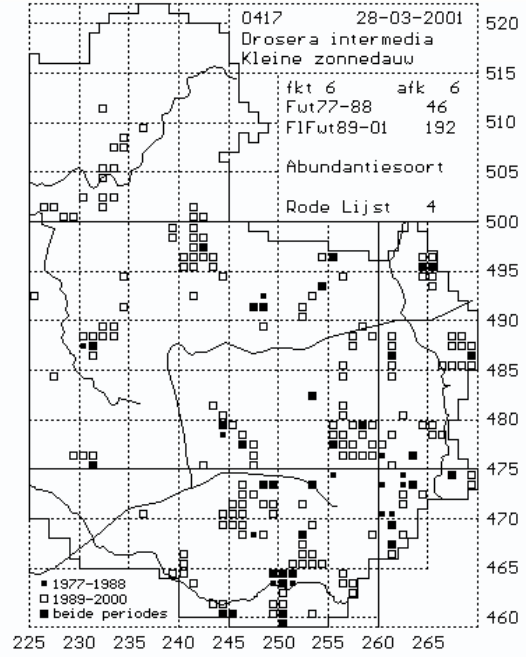 0417 28-03-2001
Drosera intermedia
Kleine zonnedauw
fkt 6 afk 6
Fwt77-88 46
FlFwt89-01 192
Abundantiesoort
Rode Lijst 4
520
515
510
505
500
495
490
485
480
475
470
465
460
1977-1988
1989-2000
beide periodes
225 230 235 240 245 250 255 260 265